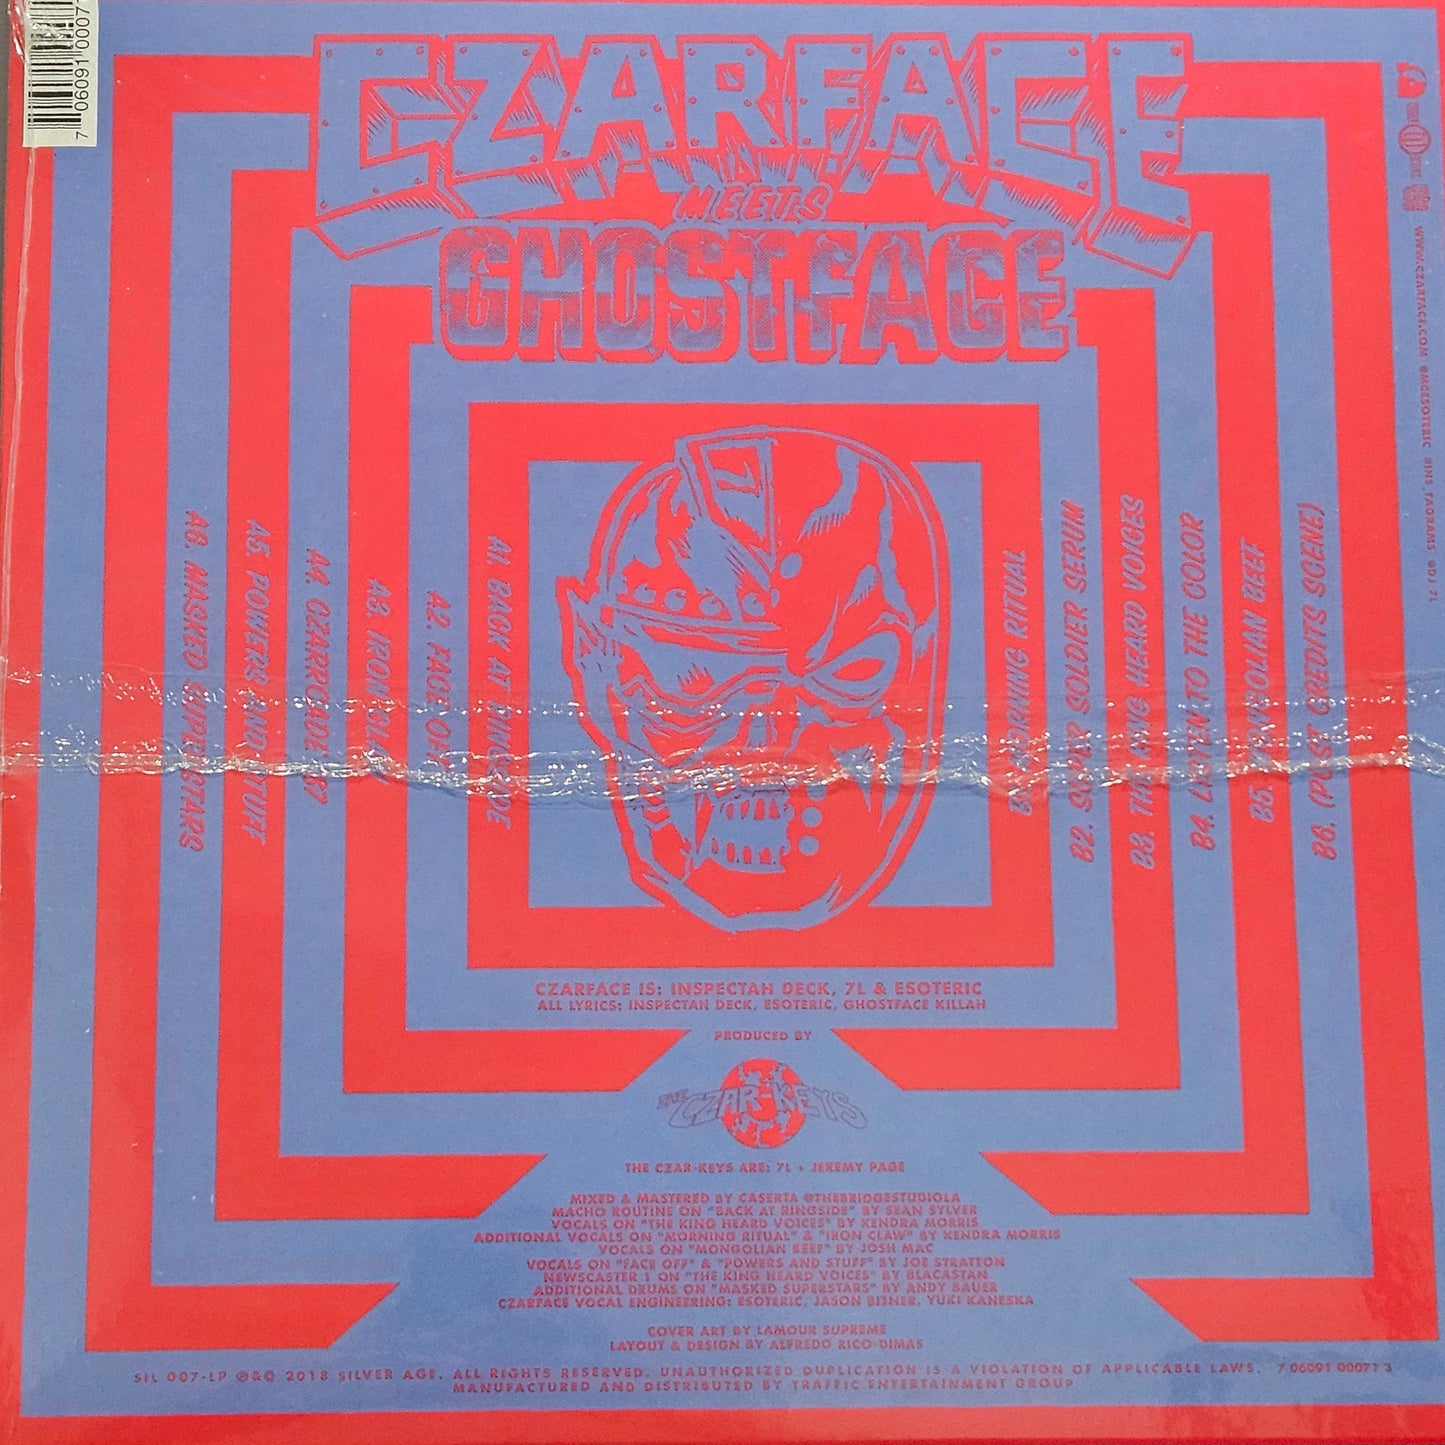 7 06091 0007
CZARFACE
MEETS
GHOSTFACE
A1. BACK AT RINGSIDE
A2. FACE OFF
A3. IRON CLAW
A4. CZARRCADE '87
A5. POWERS AND STUFF
A6. MASKED SUPERSTARS
B1. MORNING RITUAL
B2. SUPER SOLDIER SERUM
B3. THE KING HEARD VOICES
B4. LISTEN TO THE COLOR
B5. MONGOLIAN BEEF
B6. (POST CREDITS SCENE)
WWW.CZARFACE.COM @MCESOTERIC @INS_TAGRAMS @DJ_7L
CZARFACE IS: INSPECTAH DECK, 7L & ESOTERIC
ALL LYRICS: INSPECTAH DECK, ESOTERIC, GHOSTFACE KILLAH
PRODUCED BY
THE CZAR-KEYS
THE CZAR-KEYS ARE: 7L + JEREMY PAGE
MIXED & MASTERED BY CASERTA @THEBRIDGESTUDIOLA
MACHO ROUTINE ON "BACK AT RINGSIDE" BY SEAN SYLVER
VOCALS ON "THE KING HEARD VOICES" BY KENDRA MORRIS
ADDITIONAL VOCALS ON "MORNING RITUAL" & "IRON CLAW" BY KENDRA MORRIS
VOCALS ON "MONGOLIAN BEEF" BY JOSH MAC
VOCALS ON "FACE OFF" & "POWERS AND STUFF" BY JOE STRATTON
NEWSCASTER 1 ON "THE KING HEARD VOICES" BY BLACASTAN
ADDITIONAL DRUMS ON "MASKED SUPERSTARS" BY ANDY BAUER
CZARFACE VOCAL ENGINEERING: ESOTERIC, JASON BITNER, YUKI KANESKA
COVER ART BY LAMOUR SUPREME
LAYOUT & DESIGN BY ALFREDO RICO-DIMAS
SIL 007-LP ℗&© 2018 SILVER AGE. ALL RIGHTS RESERVED. UNAUTHORIZED DUPLICATION IS A VIOLATION OF APPLICABLE LAWS. 7 06091 00071 3
MANUFACTURED AND DISTRIBUTED BY TRAFFIC ENTERTAINMENT GROUP